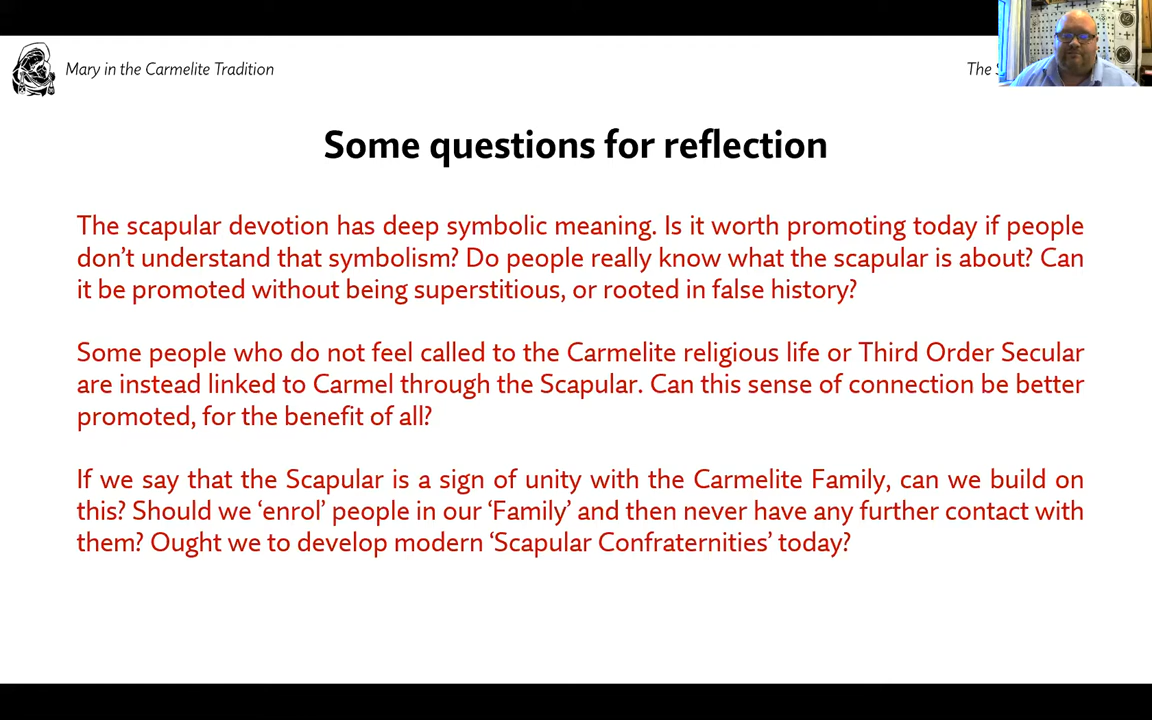 Mary in the Carmelite Tradition
The
Some questions for reflection
The scapular devotion has deep symbolic meaning. Is it worth promoting today if people
don’t understand that symbolism? Do people really know what the scapular is about? Can
it be promoted without being superstitious, or rooted in false history?
Some people who do not feel called to the Carmelite religious life or Third Order Secular
are instead linked to Carmel through the Scapular. Can this sense of connection be better
promoted, for the benefit of all?
If we say that the Scapular is a sign of unity with the Carmelite Family, can we build on
this? Should we ‘enrol’ people in our ‘Family’ and then never have any further contact with
them? Ought we to develop modern ‘Scapular Confraternities’ today?